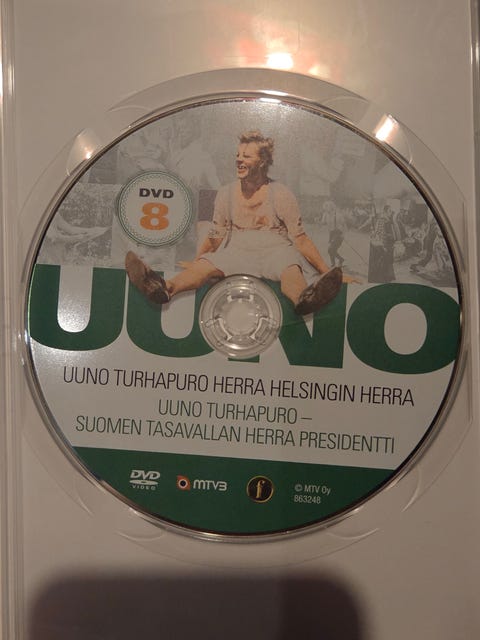 DVD
8
UUNO
UUNO TURHAPURO HERRA HELSINGIN HERRA
UUNO TURHAPURO –
SUOMEN TASAVALLAN HERRA PRESIDENTTI
DVD
VIDEO
MTV3
f
© MTV Oy
863248